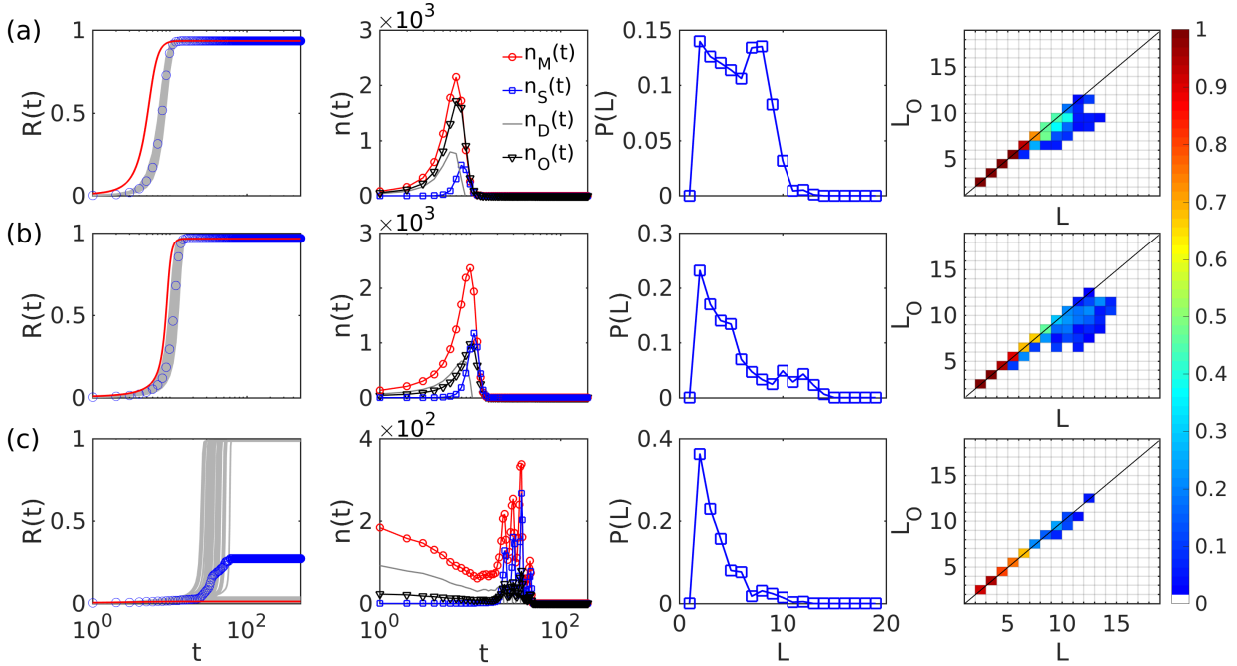 (a)
1
0.5
0
R(t)
×10³
3
2
1
0
n(t)
n_M(t)
n_S(t)
n_D(t)
n_O(t)
0.15
0.1
0.05
0
P(L)
15
10
5
L_O
L
(b)
1
0.5
0
R(t)
×10³
3
2
1
0
n(t)
0.3
0.2
0.1
0
P(L)
15
10
5
L_O
L
(c)
1
0.5
0
R(t)
10⁰
10²
t
×10²
4
2
0
n(t)
10⁰
10²
t
0.4
0.2
0
P(L)
0
10
20
L
15
10
5
L_O
5
10
15
L
1
0.9
0.8
0.7
0.6
0.5
0.4
0.3
0.2
0.1
0